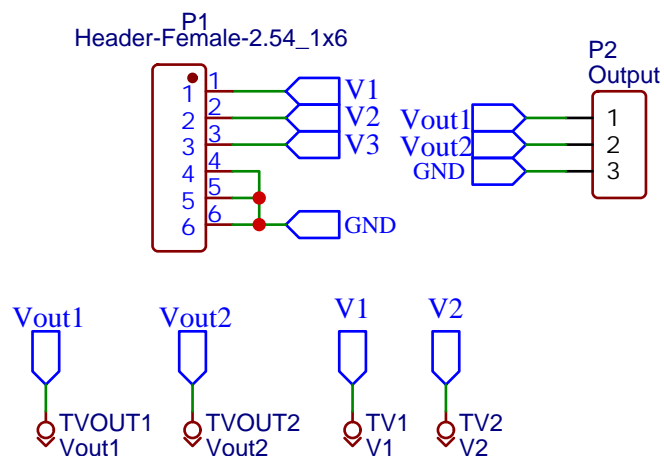 P1
Header-Female-2.54_1x6
1 1 V1
2 2 V2
3 3 V3
4 4
5 5
6 6 GND
P2
Output
Vout1 1
Vout2 2
GND 3
Vout1 Vout2 V1 V2
TVOUT1 TVOUT2 TV1 TV2
Vout1 Vout2 V1 V2